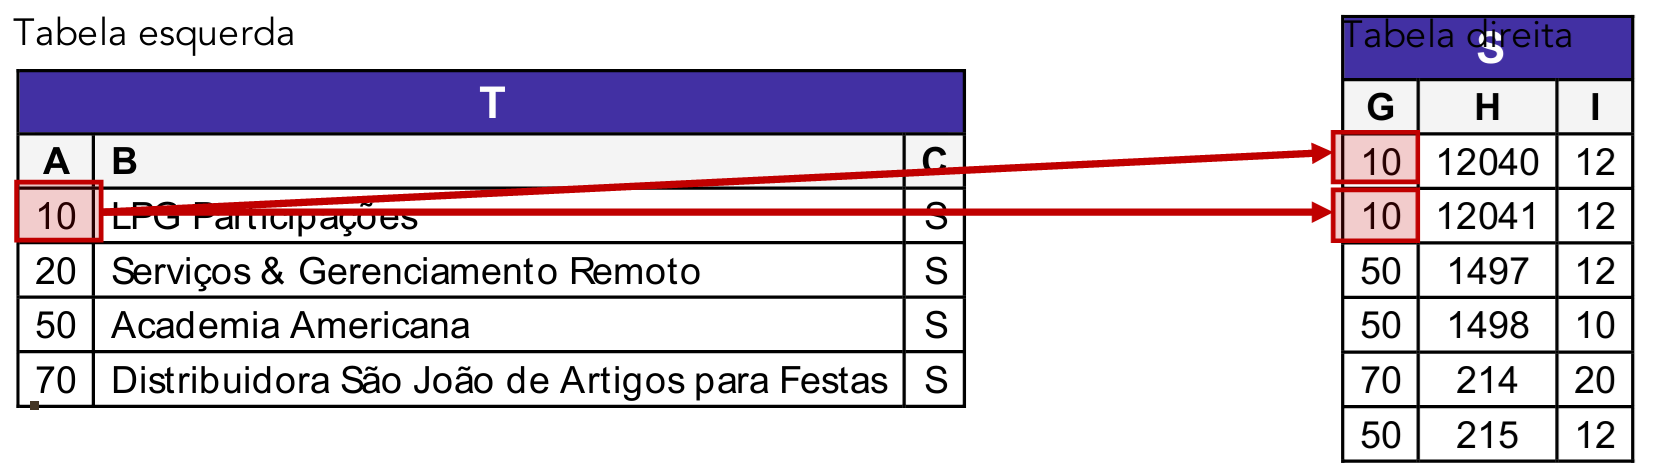 Tabela esquerda
T
A B C
10 LPG Participações S
20 Serviços & Gerenciamento Remoto S
50 Academia Americana S
70 Distribuidora São João de Artigos para Festas S
Tabela direita
S
G H I
10 12040 12
10 12041 12
50 1497 12
50 1498 10
70 214 20
50 215 12